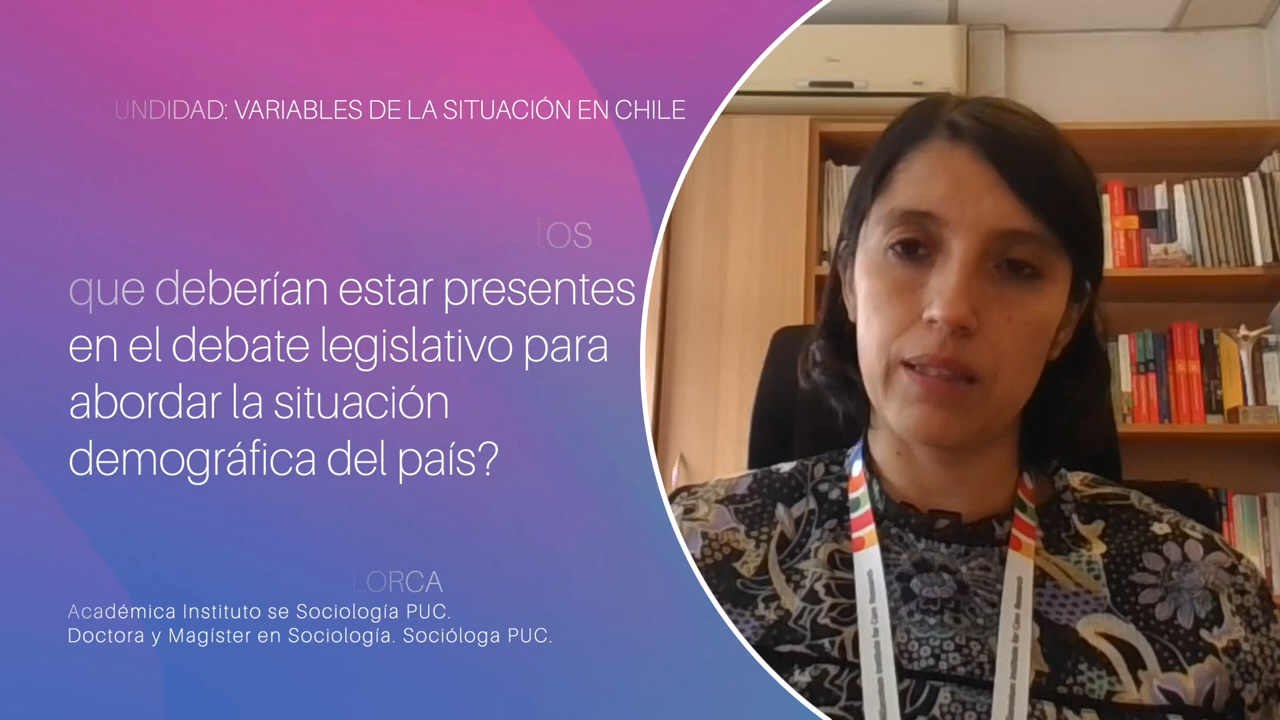 UNDIDAD: VARIABLES DE LA SITUACIÓN EN CHILE
tos
que deberían estar presentes
en el debate legislativo para
abordar la situación
demográfica del país?
LORCA
Académica Instituto se Sociología PUC.
Doctora y Magíster en Sociología. Socióloga PUC.